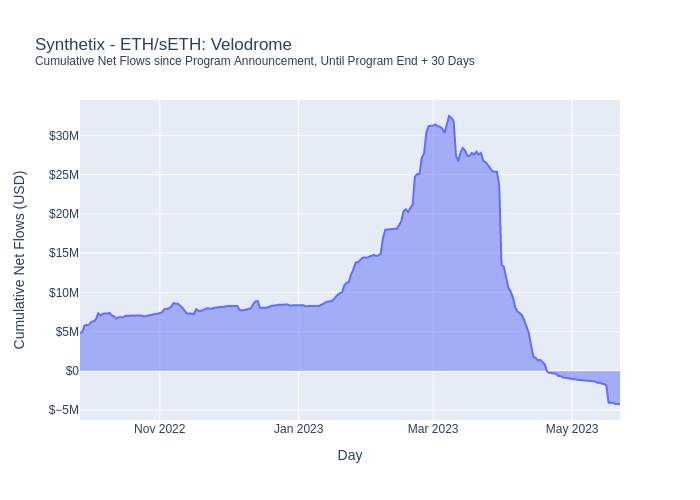 Synthetix - ETH/sETH: Velodrome
Cumulative Net Flows since Program Announcement, Until Program End + 30 Days
Cumulative Net Flows (USD)
$30M
$25M
$20M
$15M
$10M
$5M
$0
$−5M
Nov 2022 Jan 2023 Mar 2023 May 2023
Day